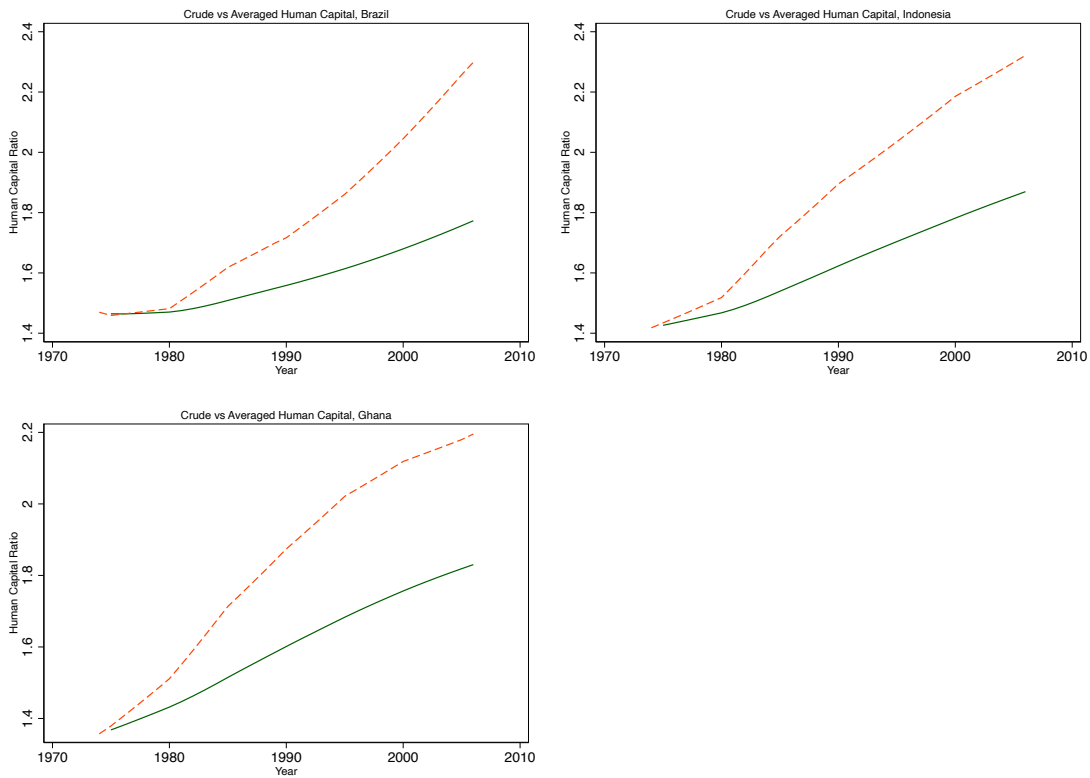 Crude vs Averaged Human Capital, Brazil
Human Capital Ratio
2.4
2.2
2
1.8
1.6
1.4
1970 1980 1990 2000 2010
Year
Crude vs Averaged Human Capital, Indonesia
Human Capital Ratio
2.4
2.2
2
1.8
1.6
1.4
1970 1980 1990 2000 2010
Year
Crude vs Averaged Human Capital, Ghana
Human Capital Ratio
2.2
2
1.8
1.6
1.4
1970 1980 1990 2000 2010
Year